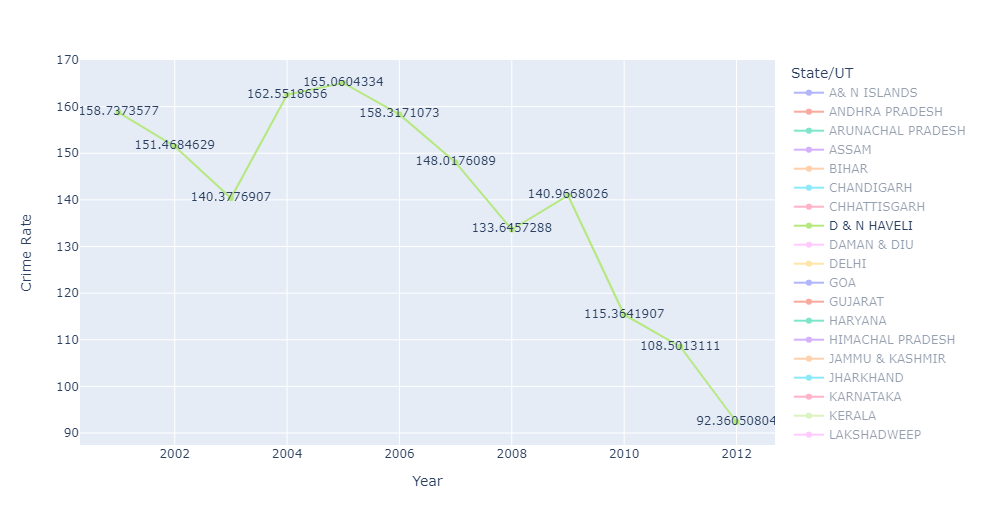 170
160
150
140
130
120
110
100
90
Crime Rate
158.7373577
151.4684629
140.3776907
162.5518656
165.0604334
158.3171073
148.0176089
133.6457288
140.9668026
115.3641907
108.5013111
92.36050804
2002
2004
2006
2008
2010
2012
Year
State/UT
A& N ISLANDS
ANDHRA PRADESH
ARUNACHAL PRADESH
ASSAM
BIHAR
CHANDIGARH
CHHATTISGARH
D & N HAVELI
DAMAN & DIU
DELHI
GOA
GUJARAT
HARYANA
HIMACHAL PRADESH
JAMMU & KASHMIR
JHARKHAND
KARNATAKA
KERALA
LAKSHADWEEP